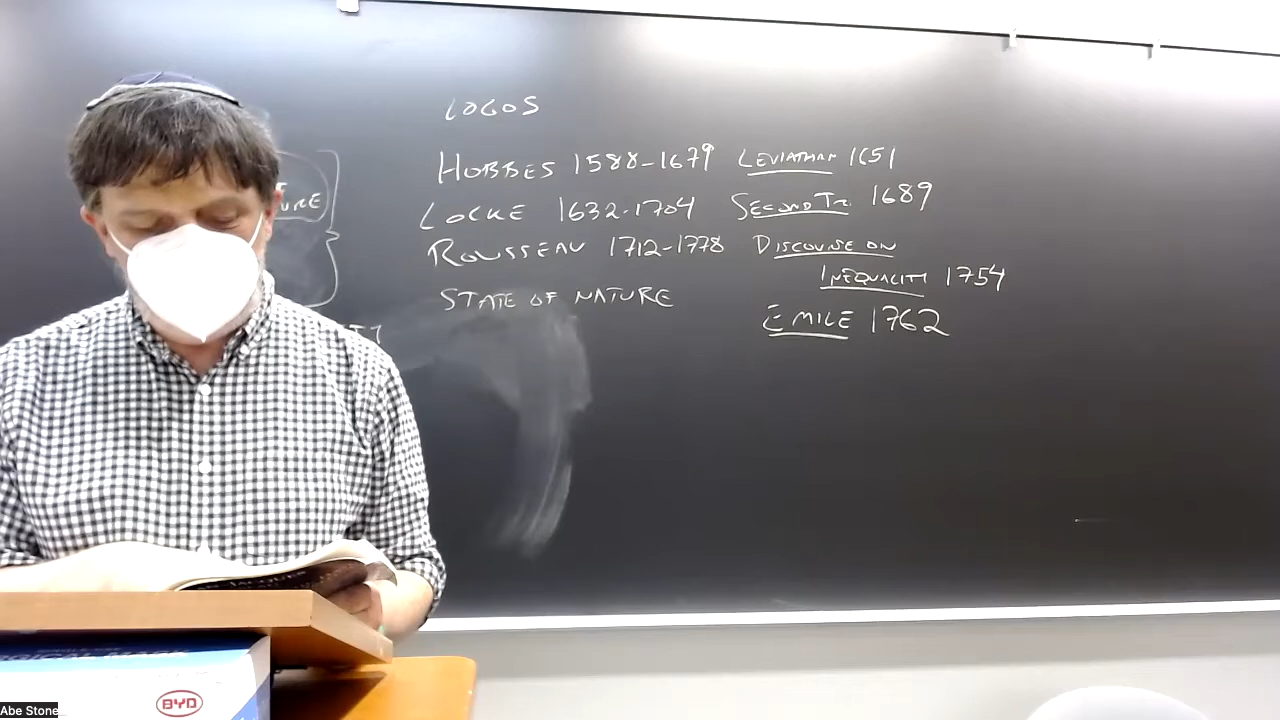 LOGOS
HOBBES 1588-1679 LEVIATHAN 1651
LOCKE 1632-1704 SECOND TR. 1689
ROUSSEAU 1712-1778 DISCOURSE ON
INEQUALITY 1754
STATE OF NATURE
EMILE 1762
JACQUES
BYD
Abe Stone